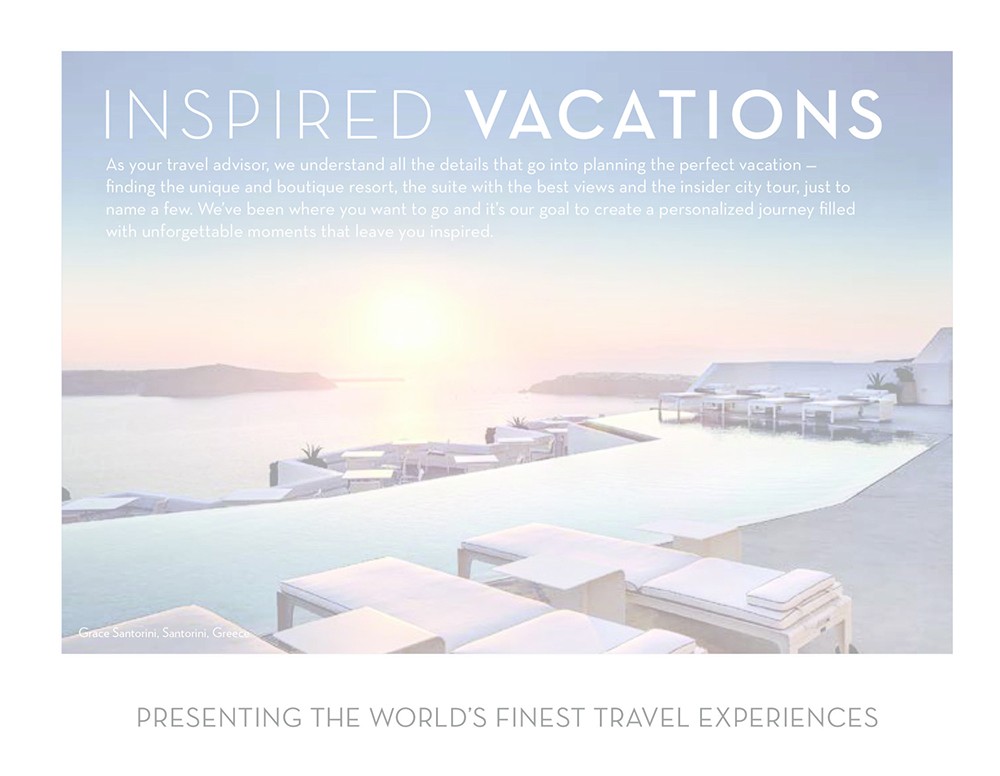 INSPIRED VACATIONS
As your travel advisor, we understand all the details that go into planning the perfect vacation —
finding the unique and boutique resort, the suite with the best views and the insider city tour, just to
name a few. We’ve been where you want to go and it’s our goal to create a personalized journey filled
with unforgettable moments that leave you inspired.
Grace Santorini, Santorini, Greece
PRESENTING THE WORLD’S FINEST TRAVEL EXPERIENCES